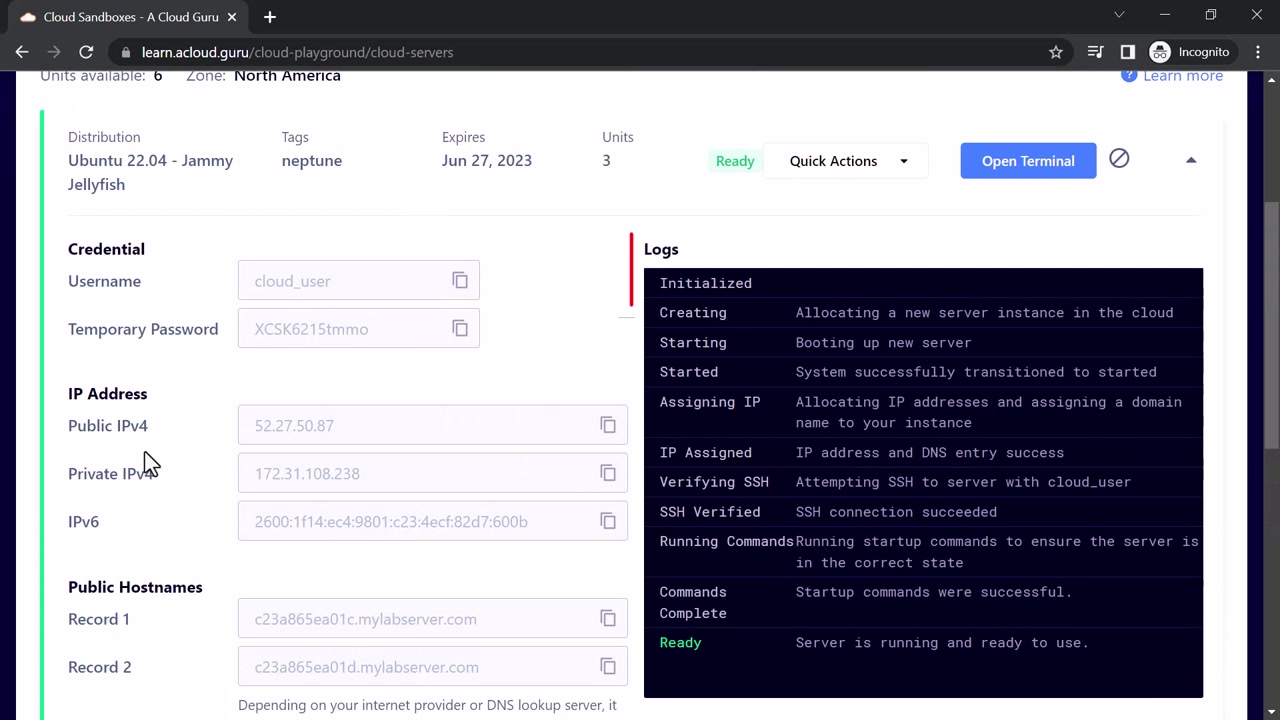 Cloud Sandboxes - A Cloud Guru
learn.acloud.guru/cloud-playground/cloud-servers
Incognito
Units available: 6 Zone: North America
Learn more
Distribution Tags Expires Units
Ubuntu 22.04 - Jammy Jellyfish
neptune
Jun 27, 2023
3
Ready
Quick Actions
Open Terminal
Credential
Username cloud_user
Temporary Password XCSK6215tmmo
IP Address
Public IPv4 52.27.50.87
Private IPv4 172.31.108.238
IPv6 2600:1f14:ec4:9801:c23:4ecf:82d7:600b
Public Hostnames
Record 1 c23a865ea01c.mylabserver.com
Record 2 c23a865ea01d.mylabserver.com
Depending on your internet provider or DNS lookup server, it
Logs
Initialized
Creating Allocating a new server instance in the cloud
Starting Booting up new server
Started System successfully transitioned to started
Assigning IP Allocating IP addresses and assigning a domain
name to your instance
IP Assigned IP address and DNS entry success
Verifying SSH Attempting SSH to server with cloud_user
SSH Verified SSH connection succeeded
Running Commands Running startup commands to ensure the server is
in the correct state
Commands Complete
Startup commands were successful.
Ready Server is running and ready to use.